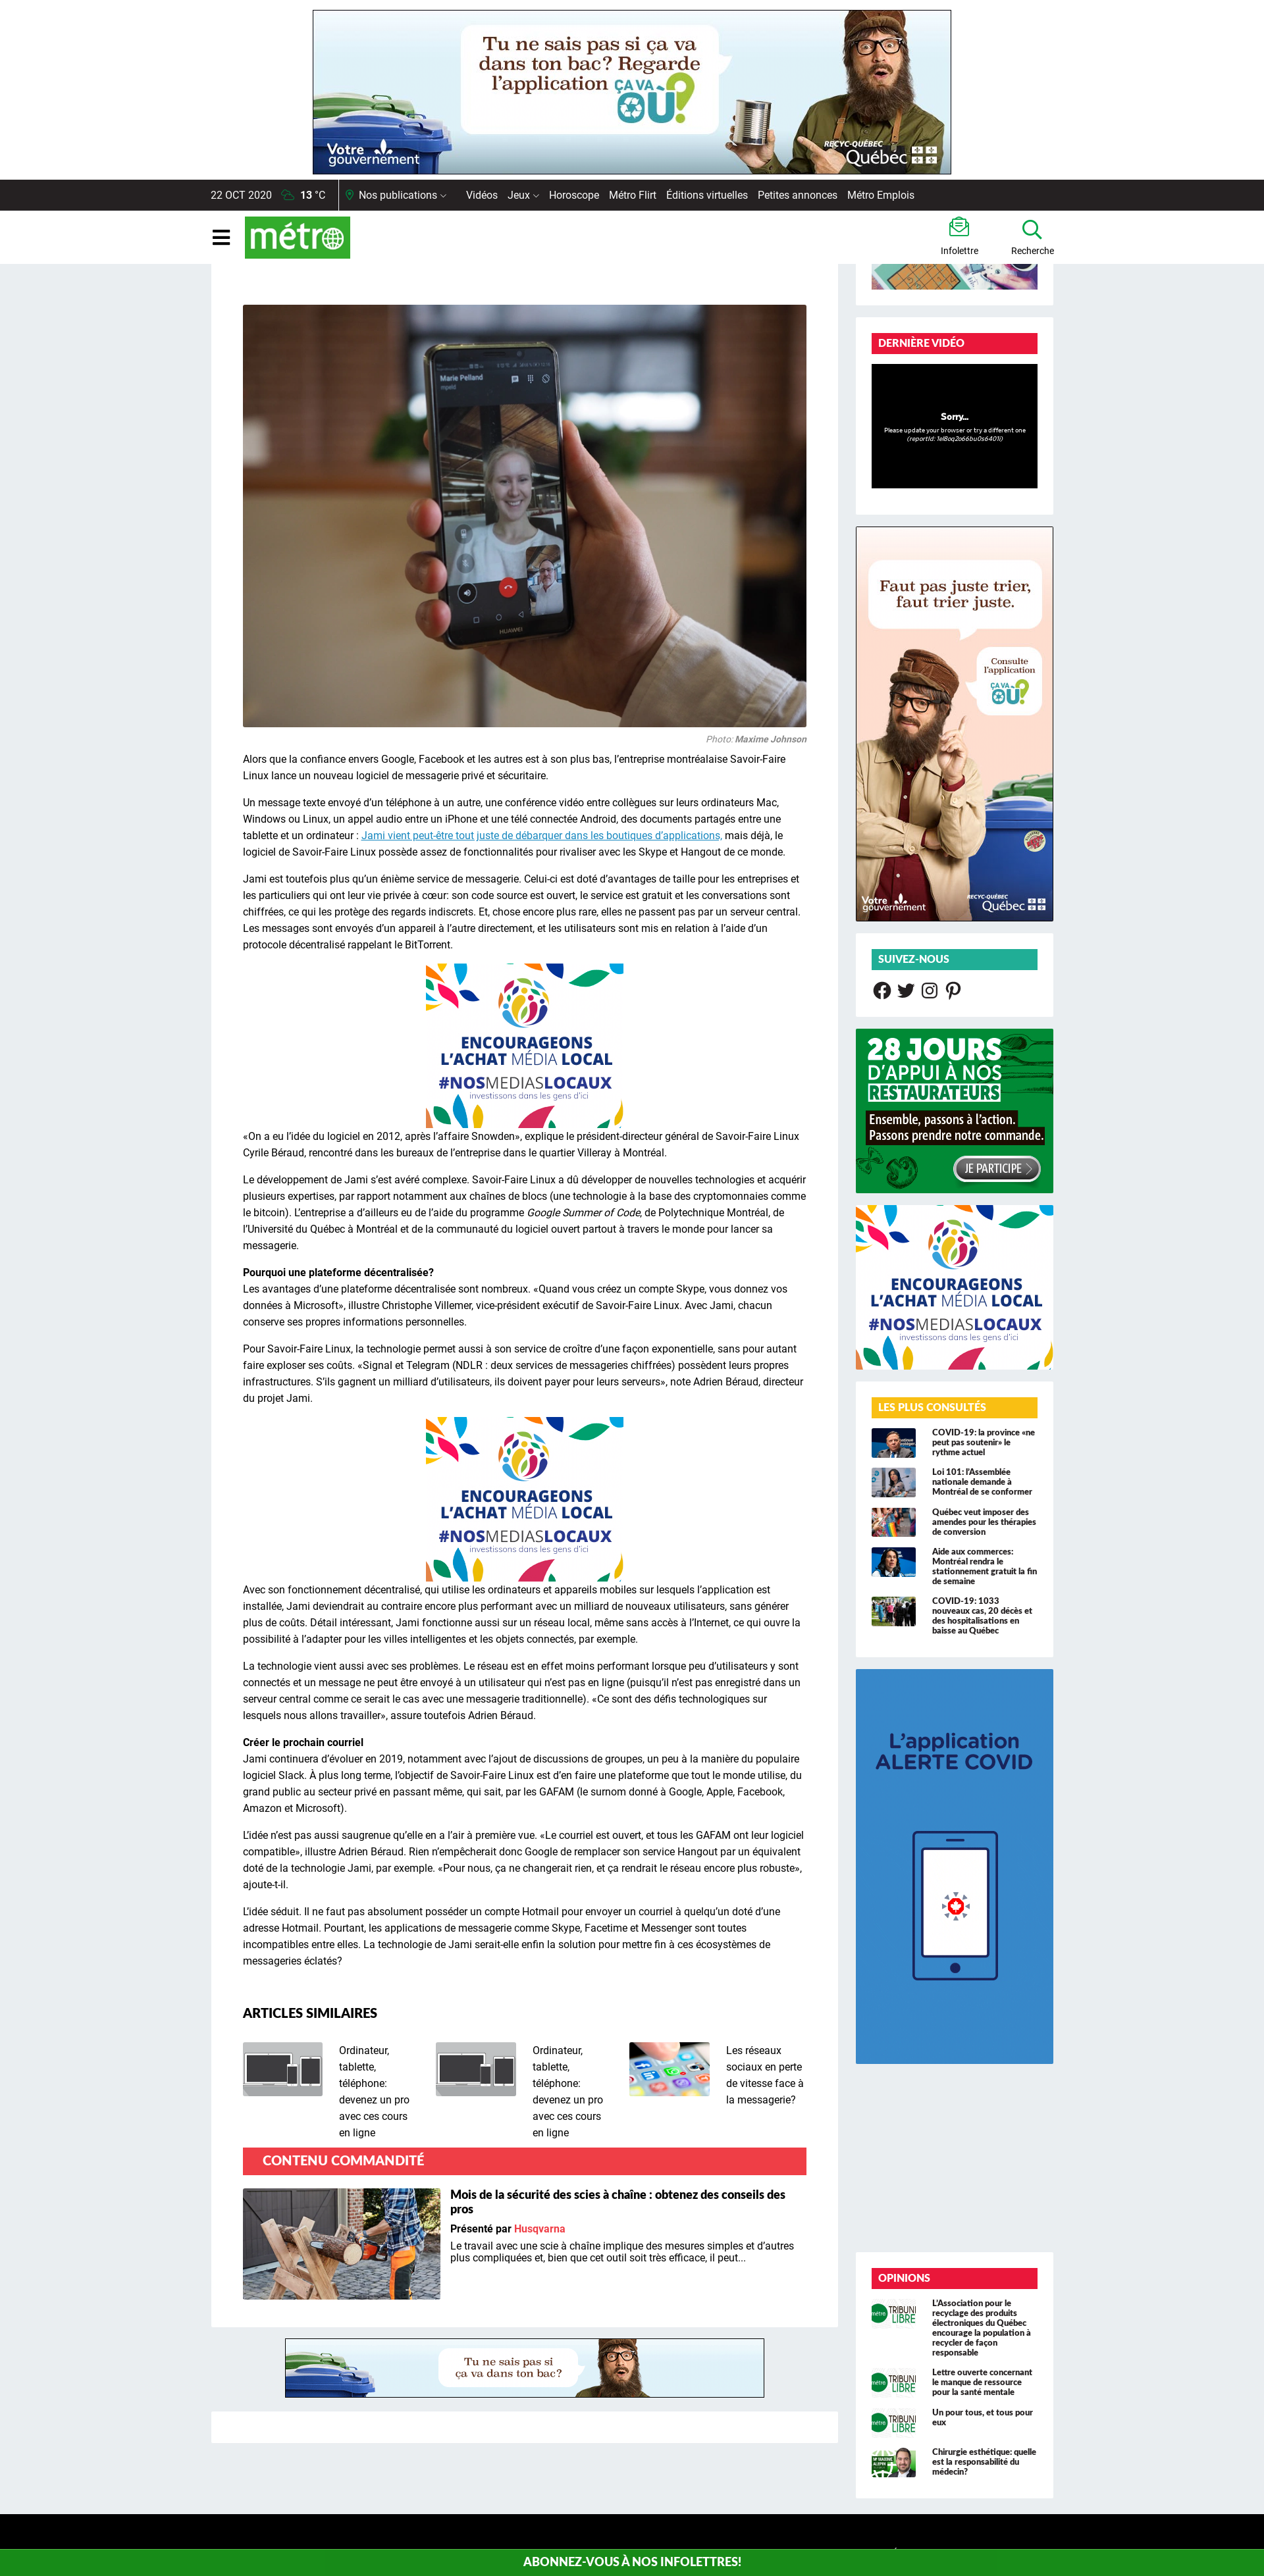 Tu ne sais pas si ça va
dans ton bac? Regarde
l'application ÇA VA
OÙ?
Votre
gouvernement
RECYC-QUÉBEC
Québec
22 OCT 2020 13 °C Nos publications Vidéos Jeux Horoscope Métro Flirt Éditions virtuelles Petites annonces Métro Emplois
métro
Infolettre
Recherche
Marie Pelland
HUAWEI
Photo: Maxime Johnson
Alors que la confiance envers Google, Facebook et les autres est à son plus bas, l’entreprise montréalaise Savoir-Faire
Linux lance un nouveau logiciel de messagerie privé et sécuritaire.
Un message texte envoyé d’un téléphone à un autre, une conférence vidéo entre collègues sur leurs ordinateurs Mac,
Windows ou Linux, un appel audio entre un iPhone et une télé connectée Android, des documents partagés entre une
tablette et un ordinateur : Jami vient peut-être tout juste de débarquer dans les boutiques d’applications, mais déjà, le
logiciel de Savoir-Faire Linux possède assez de fonctionnalités pour rivaliser avec les Skype et Hangout de ce monde.
Jami est toutefois plus qu’un énième service de messagerie. Celui-ci est doté d’avantages de taille pour les entreprises et
les particuliers qui ont leur vie privée à cœur: son code source est ouvert, le service est gratuit et les conversations sont
chiffrées, ce qui les protège des regards indiscrets. Et, chose encore plus rare, elles ne passent pas par un serveur central.
Les messages sont envoyés d’un appareil à l’autre directement, et les utilisateurs sont mis en relation à l’aide d’un
protocole décentralisé rappelant le BitTorrent.
ENCOURAGEONS
L'ACHAT MÉDIA LOCAL
#NOSMEDIASLOCAUX
investissons dans les gens d'ici
«On a eu l’idée du logiciel en 2012, après l’affaire Snowden», explique le président-directeur général de Savoir-Faire Linux
Cyrile Béraud, rencontré dans les bureaux de l’entreprise dans le quartier Villeray à Montréal.
Le développement de Jami s’est avéré complexe. Savoir-Faire Linux a dû développer de nouvelles technologies et acquérir
plusieurs expertises, par rapport notamment aux chaînes de blocs (une technologie à la base des cryptomonnaies comme
le bitcoin). L’entreprise a d’ailleurs eu de l’aide du programme Google Summer of Code, de Polytechnique Montréal, de
l’Université du Québec à Montréal et de la communauté du logiciel ouvert partout à travers le monde pour lancer sa
messagerie.
Pourquoi une plateforme décentralisée?
Les avantages d’une plateforme décentralisée sont nombreux. «Quand vous créez un compte Skype, vous donnez vos
données à Microsoft», illustre Christophe Villemer, vice-président exécutif de Savoir-Faire Linux. Avec Jami, chacun
conserve ses propres informations personnelles.
Pour Savoir-Faire Linux, la technologie permet aussi à son service de croître d’une façon exponentielle, sans pour autant
faire exploser ses coûts. «Signal et Telegram (NDLR : deux services de messageries chiffrées) possèdent leurs propres
infrastructures. S’ils gagnent un milliard d’utilisateurs, ils doivent payer pour leurs serveurs», note Adrien Béraud, directeur
du projet Jami.
ENCOURAGEONS
L'ACHAT MÉDIA LOCAL
#NOSMEDIASLOCAUX
investissons dans les gens d'ici
Avec son fonctionnement décentralisé, qui utilise les ordinateurs et appareils mobiles sur lesquels l’application est
installée, Jami deviendrait au contraire encore plus performant avec un milliard de nouveaux utilisateurs, sans générer
plus de coûts. Détail intéressant, Jami fonctionne aussi sur un réseau local, même sans accès à l’Internet, ce qui ouvre la
possibilité à l’adapter pour les villes intelligentes et les objets connectés, par exemple.
La technologie vient aussi avec ses problèmes. Le réseau est en effet moins performant lorsque peu d’utilisateurs y sont
connectés et un message ne peut être envoyé à un utilisateur qui n’est pas en ligne (puisqu’il n’est pas enregistré dans un
serveur central comme ce serait le cas avec une messagerie traditionnelle). «Ce sont des défis technologiques sur
lesquels nous allons travailler», assure toutefois Adrien Béraud.
Créer le prochain courriel
Jami continuera d’évoluer en 2019, notamment avec l’ajout de discussions de groupes, un peu à la manière du populaire
logiciel Slack. À plus long terme, l’objectif de Savoir-Faire Linux est d’en faire une plateforme que tout le monde utilise, du
grand public au secteur privé en passant même, qui sait, par les GAFAM (le surnom donné à Google, Apple, Facebook,
Amazon et Microsoft).
L’idée n’est pas aussi saugrenue qu’elle en a l’air à première vue. «Le courriel est ouvert, et tous les GAFAM ont leur logiciel
compatible», illustre Adrien Béraud. Rien n’empêcherait donc Google de remplacer son service Hangout par un équivalent
doté de la technologie Jami, par exemple. «Pour nous, ça ne changerait rien, et ça rendrait le réseau encore plus robuste»,
ajoute-t-il.
L’idée séduit. Il ne faut pas absolument posséder un compte Hotmail pour envoyer un courriel à quelqu’un doté d’une
adresse Hotmail. Pourtant, les applications de messagerie comme Skype, Facetime et Messenger sont toutes
incompatibles entre elles. La technologie de Jami serait-elle enfin la solution pour mettre fin à ces écosystèmes de
messageries éclatés?
ARTICLES SIMILAIRES
Ordinateur,
tablette,
téléphone:
devenez un pro
avec ces cours
en ligne
Ordinateur,
tablette,
téléphone:
devenez un pro
avec ces cours
en ligne
Les réseaux
sociaux en perte
de vitesse face à
la messagerie?
CONTENU COMMANDITÉ
Mois de la sécurité des scies à chaîne : obtenez des conseils des
pros
Présenté par Husqvarna
Le travail avec une scie à chaîne implique des mesures simples et d’autres
plus compliquées et, bien que cet outil soit très efficace, il peut...
Tu ne sais pas si
ça va dans ton bac?
DERNIÈRE VIDÉO
Sorry...
Please update your browser or try a different one
(reportId: 1el8oq2o66bu0s6401i)
Faut pas juste trier,
faut trier juste.
Consulte
l'application
ÇA VA
OÙ?
Votre
gouvernement
RECYC-QUÉBEC
Québec
SUIVEZ-NOUS
28 JOURS
D'APPUI À NOS
RESTAURATEURS
Ensemble, passons à l'action.
Passons prendre notre commande.
JE PARTICIPE
ENCOURAGEONS
L'ACHAT MÉDIA LOCAL
#NOSMEDIASLOCAUX
investissons dans les gens d'ici
LES PLUS CONSULTÉS
COVID-19: la province «ne
peut pas soutenir» le
rythme actuel
Loi 101: l'Assemblée
nationale demande à
Montréal de se conformer
Québec veut imposer des
amendes pour les thérapies
de conversion
Aide aux commerces:
Montréal rendra le
stationnement gratuit la fin
de semaine
COVID-19: 1033
nouveaux cas, 20 décès et
des hospitalisations en
baisse au Québec
L'application
ALERTE COVID
OPINIONS
métro TRIBUNE
LIBRE
L’Association pour le
recyclage des produits
électroniques du Québec
encourage la population à
recycler de façon
responsable
métro TRIBUNE
LIBRE
Lettre ouverte concernant
le manque de ressource
pour la santé mentale
métro TRIBUNE
LIBRE
Un pour tous, et tous pour
eux
Chirurgie esthétique: quelle
est la responsabilité du
médecin?
ABONNEZ-VOUS À NOS INFOLETTRES!